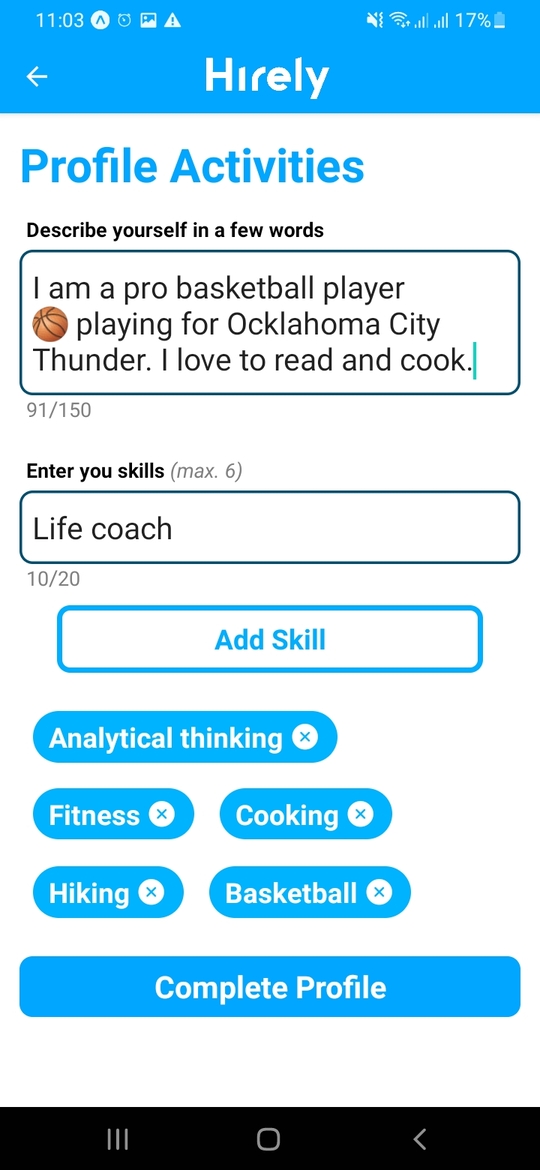 11:03 17%
Hirely
Profile Activities
Describe yourself in a few words
I am a pro basketball player
🏀 playing for Ocklahoma City
Thunder. I love to read and cook.
91/150
Enter you skills (max. 6)
Life coach
10/20
Add Skill
Analytical thinking
Fitness Cooking
Hiking Basketball
Complete Profile